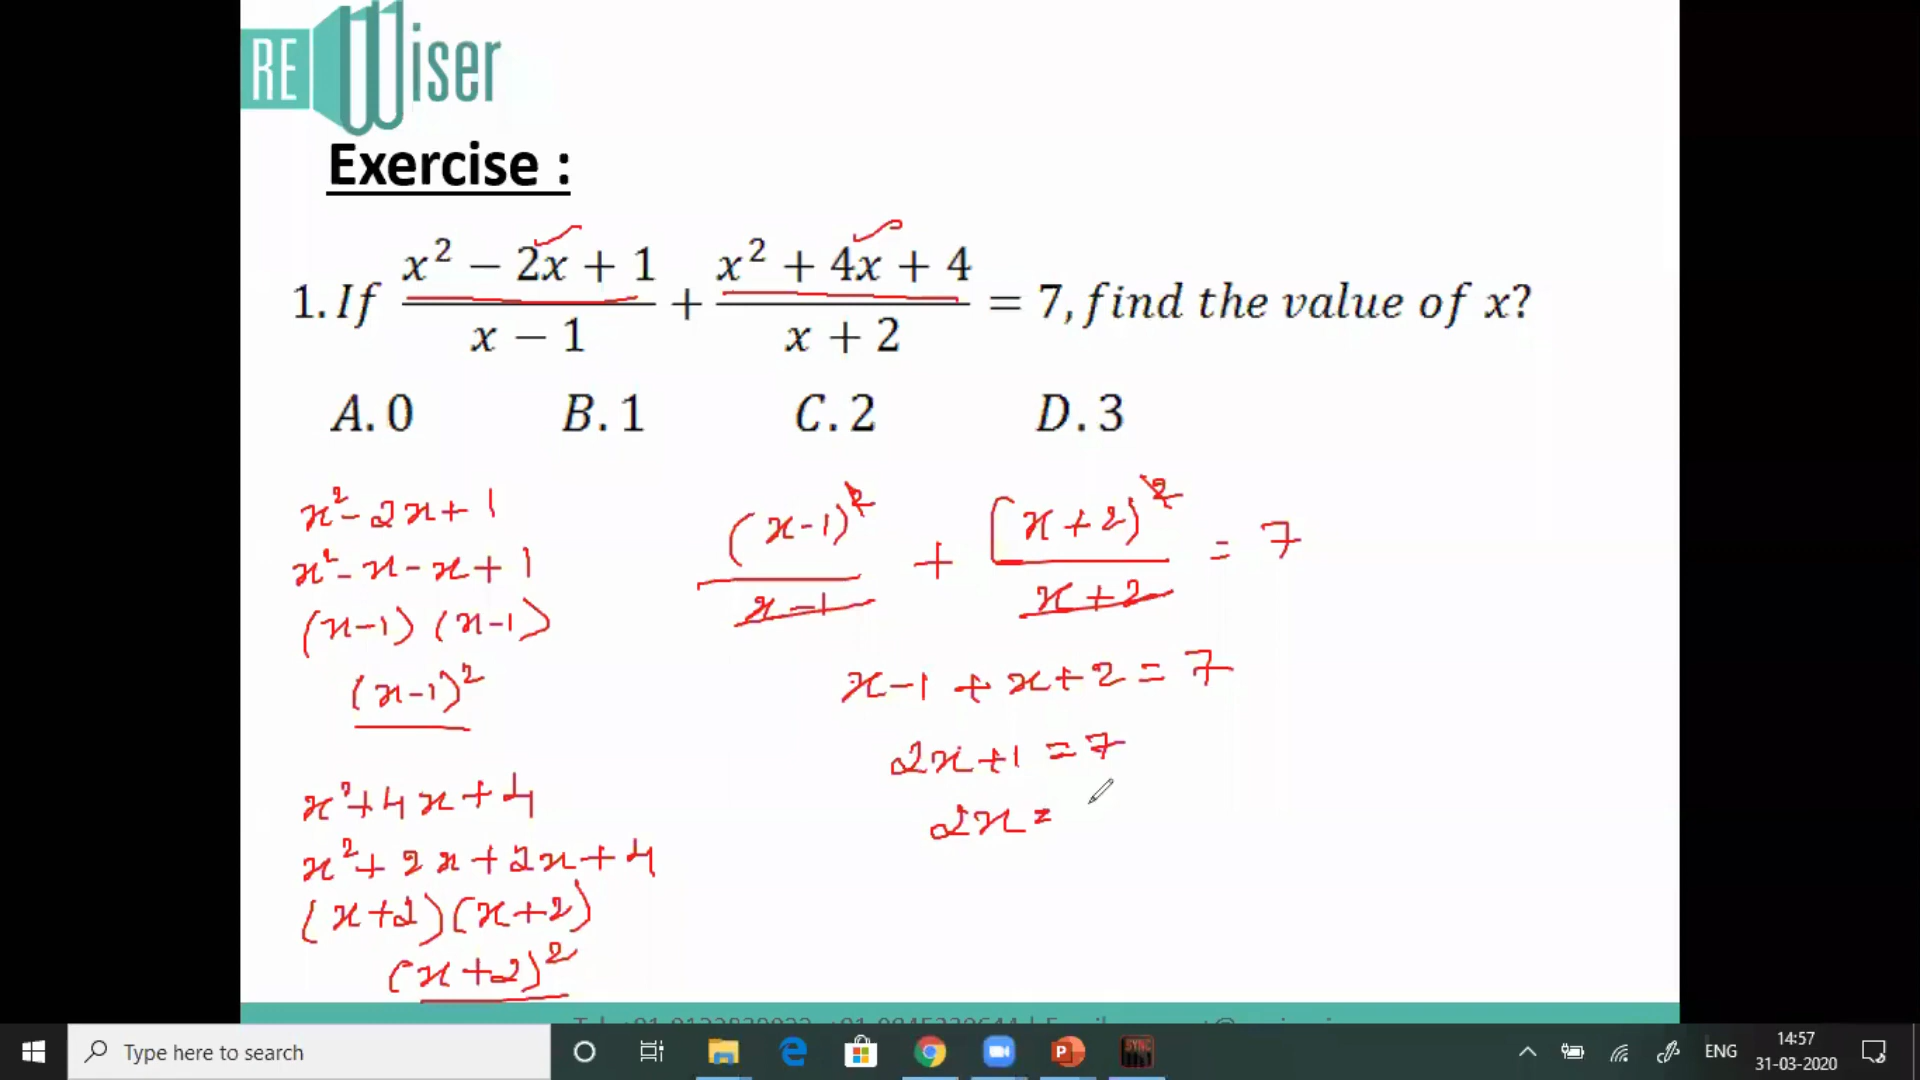 REWiser
Exercise :
1. If (x² − 2x + 1)/(x − 1) + (x² + 4x + 4)/(x + 2) = 7, find the value of x?
A. 0 B. 1 C. 2 D. 3
x² - 2x + 1
x² - x - x + 1
(x-1) (x-1)
(x-1)²
x² + 4x + 4
x² + 2x + 2x + 4
(x+2)(x+2)
(x+2)²
(x-1)²/(x-1) + (x+2)²/(x+2) = 7
x-1 + x+2 = 7
2x+1 = 7
2x =
Type here to search
ENG
14:57
31-03-2020